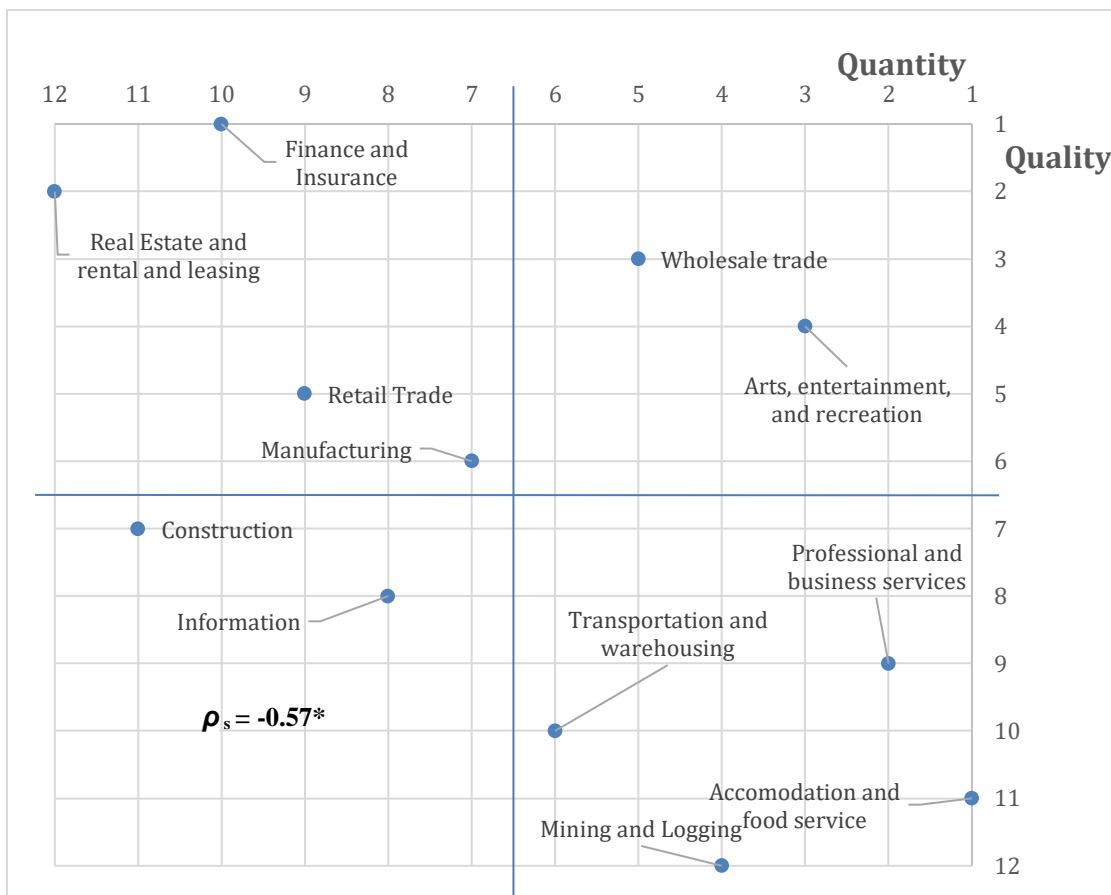 Quantity
12 11 10 9 8 7 6 5 4 3 2 1
1
Finance and
Insurance
Quality
2
Real Estate and
rental and leasing
3
Wholesale trade
4
Arts, entertainment,
and recreation
5
Retail Trade
Manufacturing
6
7
Construction
Professional and
business services
8
Information
Transportation and
warehousing
9
ρ s = -0.57*
10
Accomodation and
food service
11
Mining and Logging
12